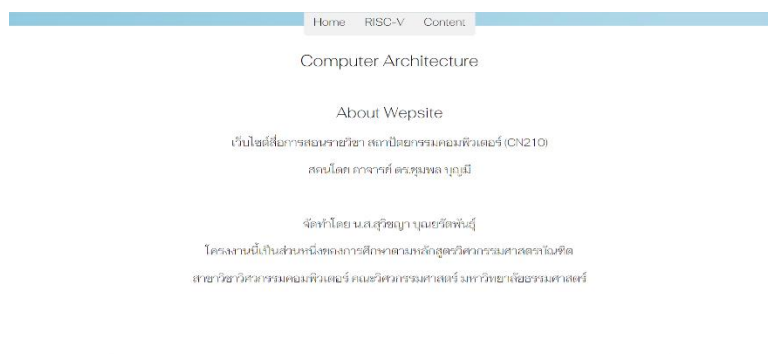 Home RISC-V Content
Computer Architecture
About Wepsite
เว็บไซต์สื่อการสอนรายวิชา สถาปัตยกรรมคอมพิวเตอร์ (CN210)
สอนโดย อาจารย์ ดร.ชุมพล บุญมี
จัดทำโดย น.ส.สุวิชญา บุณยรัตพันธุ์
โครงงานนี้เป็นส่วนหนึ่งของการศึกษาตามหลักสูตรวิศวกรรมศาสตรบัณฑิต
สาขาวิชาวิศวกรรมคอมพิวเตอร์ คณะวิศวกรรมศาสตร์ มหาวิทยาลัยธรรมศาสตร์